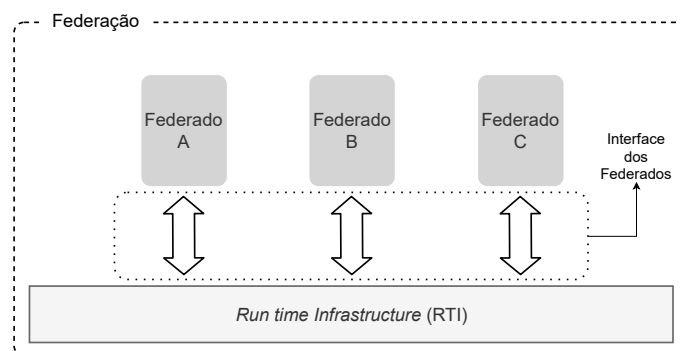 Federação
Federado
A
Federado
B
Federado
C
Interface
dos
Federados
Run time Infrastructure (RTI)